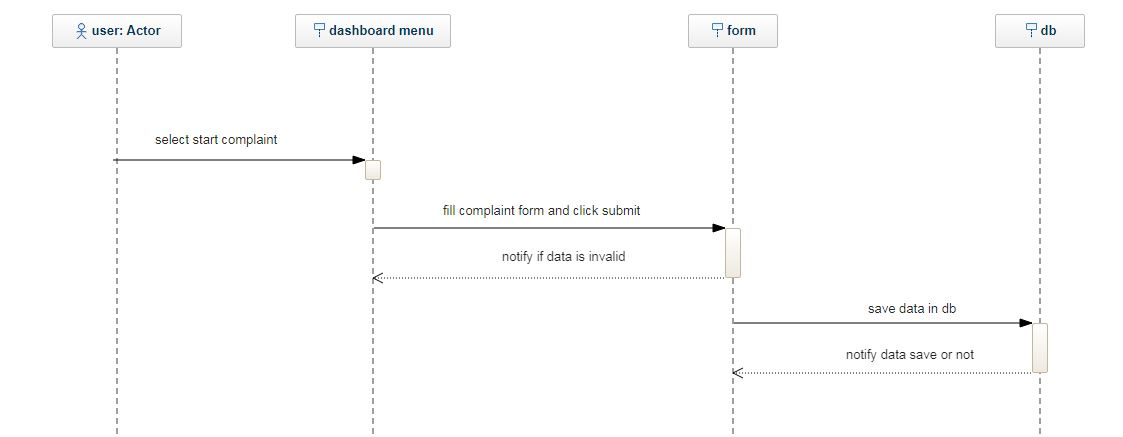 user: Actor
dashboard menu
form
db
select start complaint
fill complaint form and click submit
notify if data is invalid
save data in db
notify data save or not